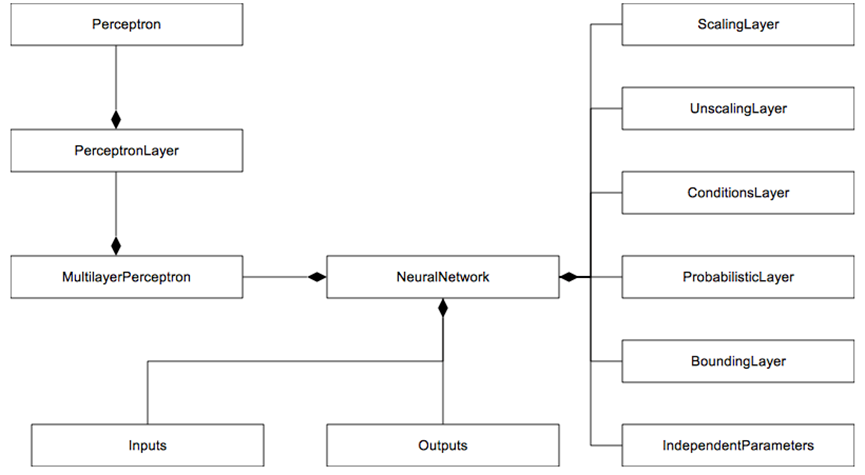 Perceptron
ScalingLayer
UnscalingLayer
PerceptronLayer
ConditionsLayer
MultilayerPerceptron
NeuralNetwork
ProbabilisticLayer
BoundingLayer
Inputs
Outputs
IndependentParameters